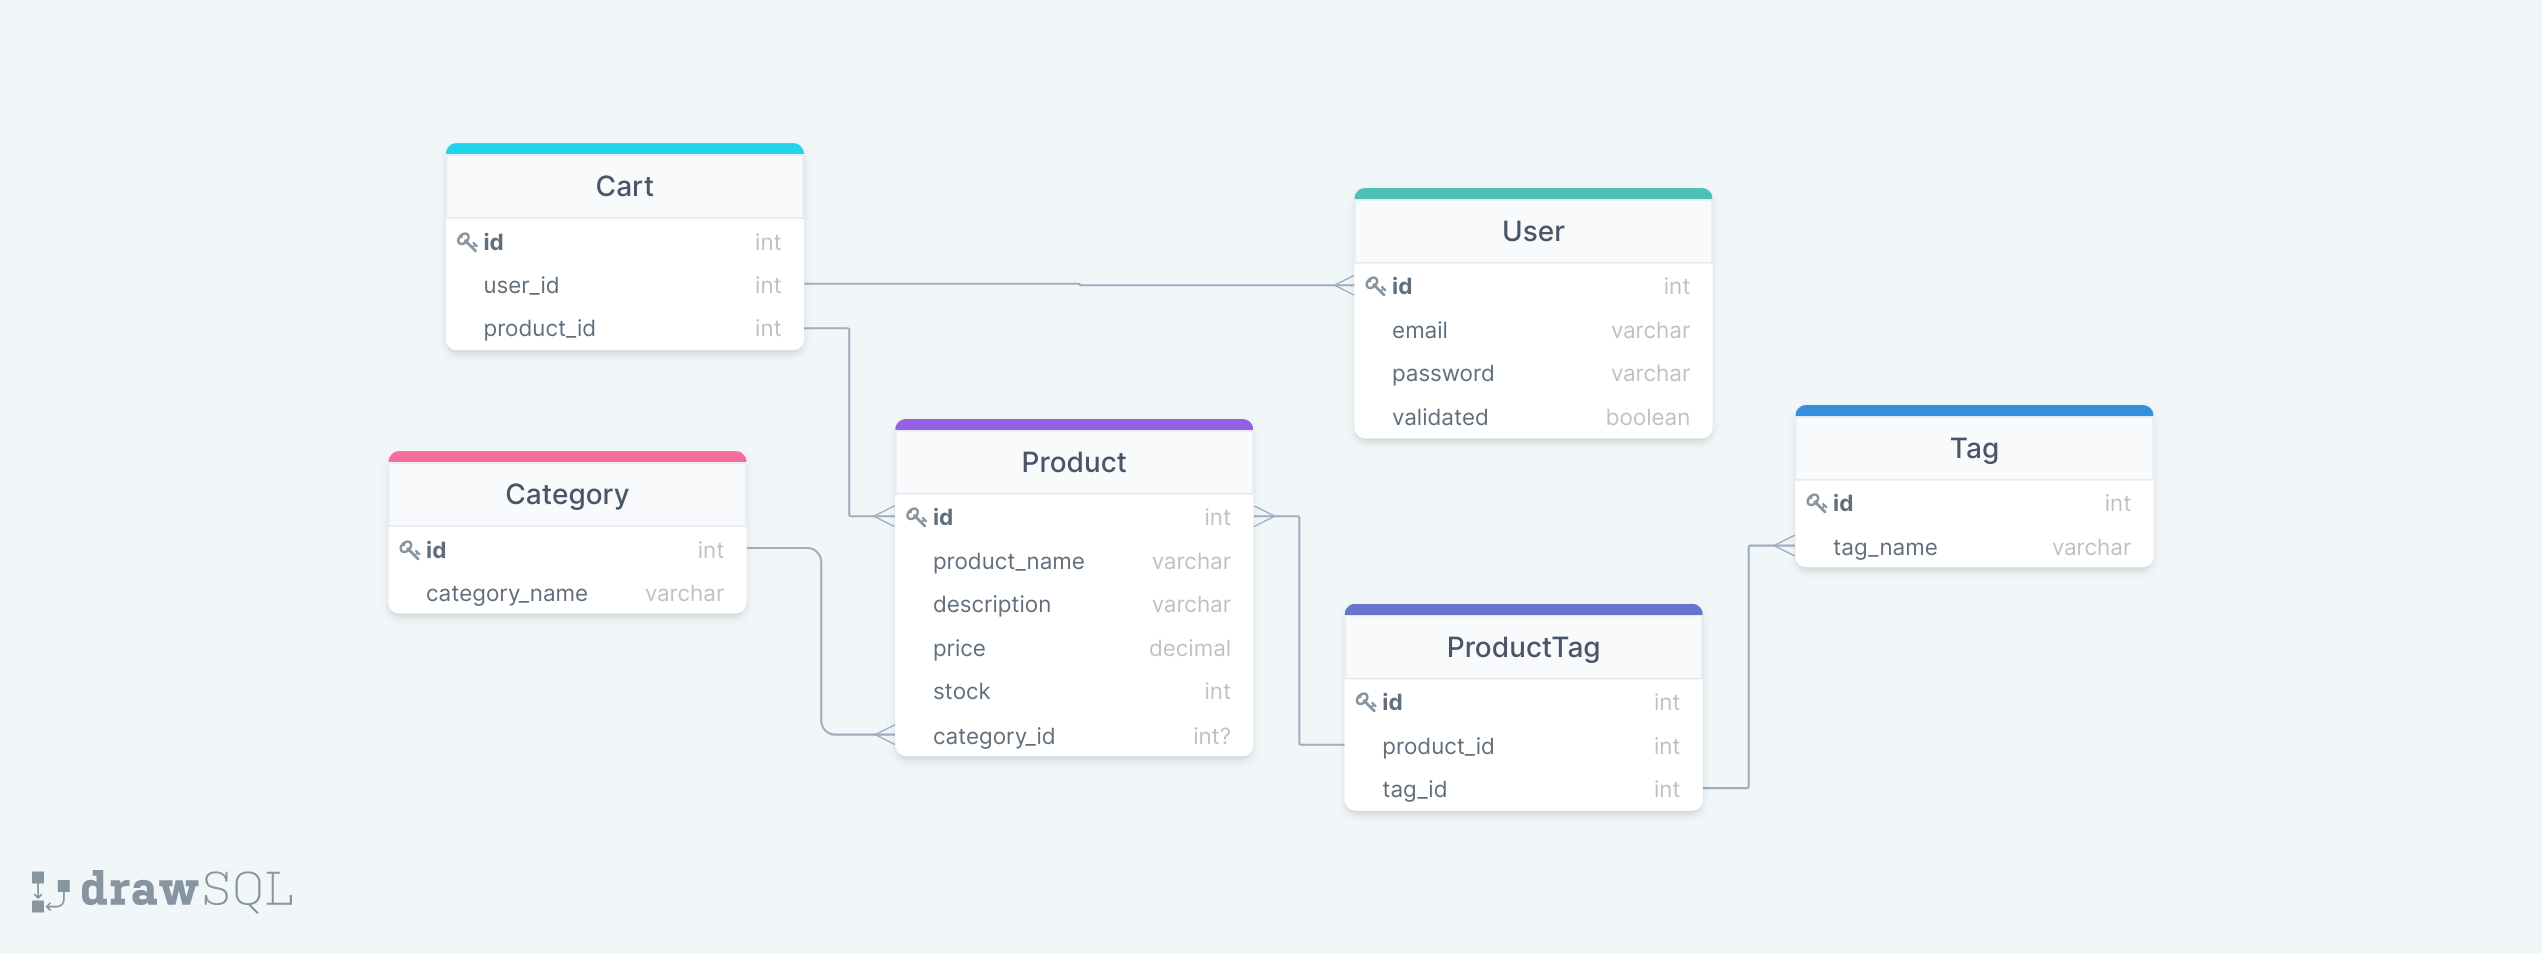 Cart
id int
user_id int
product_id int
User
id int
email varchar
password varchar
validated boolean
Category
id int
category_name varchar
Product
id int
product_name varchar
description varchar
price decimal
stock int
category_id int?
Tag
id int
tag_name varchar
ProductTag
id int
product_id int
tag_id int
drawSQL